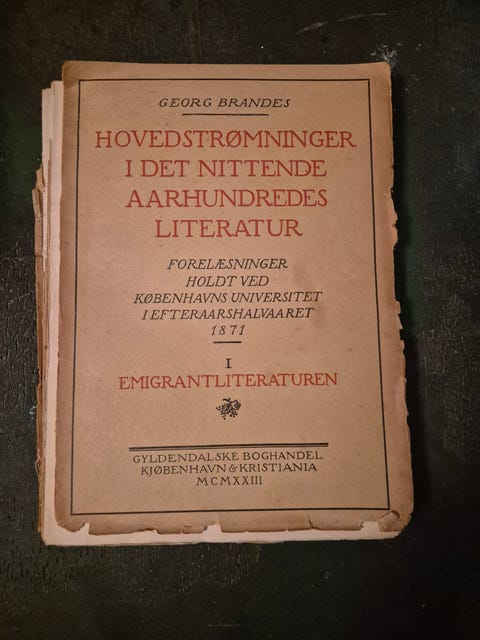 GEORG BRANDES
HOVEDSTRØMNINGER
I DET NITTENDE
AARHUNDREDES
LITERATUR
FORELÆSNINGER
HOLDT VED
KØBENHAVNS UNIVERSITET
I EFTERAARSHALVAARET
1871
I
EMIGRANTLITERATUREN
GYLDENDALSKE BOGHANDEL
KJØBENHAVN & KRISTIANIA
MCMXXIII